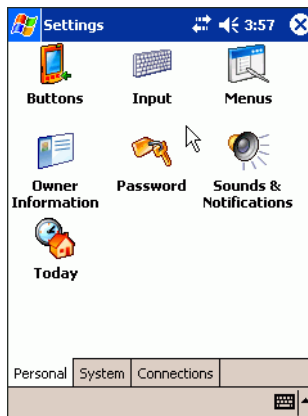 Settings 3:57
Buttons Input Menus
Owner Information Password Sounds & Notifications
Today
Personal System Connections